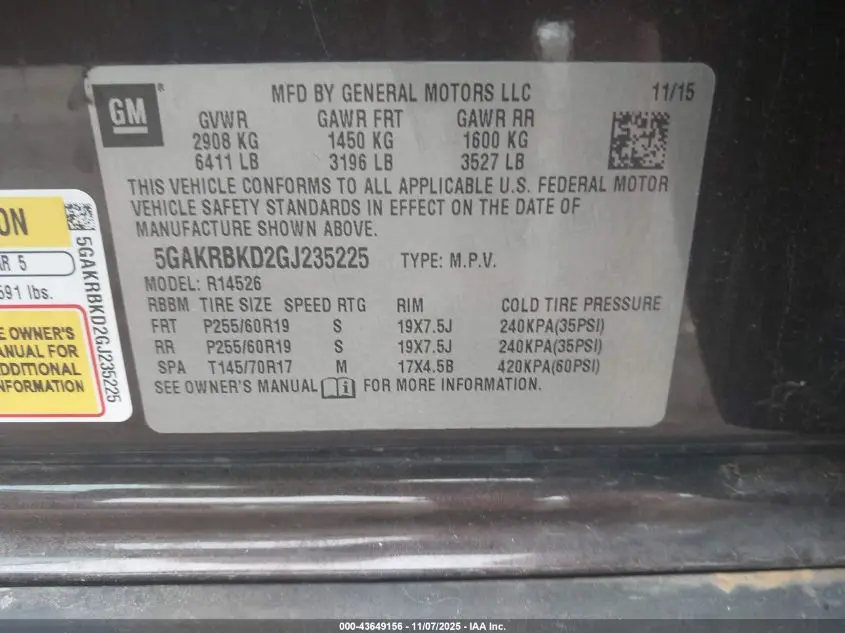 GM
MFD BY GENERAL MOTORS LLC 11/15
GVWR GAWR FRT GAWR RR
2908 KG 1450 KG 1600 KG
6411 LB 3196 LB 3527 LB
THIS VEHICLE CONFORMS TO ALL APPLICABLE U.S. FEDERAL MOTOR
VEHICLE SAFETY STANDARDS IN EFFECT ON THE DATE OF
MANUFACTURE SHOWN ABOVE.
5GAKRBKD2GJ235225 TYPE: M.P.V.
MODEL: R14526
RBBM TIRE SIZE SPEED RTG RIM COLD TIRE PRESSURE
FRT P255/60R19 S 19X7.5J 240KPA(35PSI)
RR P255/60R19 S 19X7.5J 240KPA(35PSI)
SPA T145/70R17 M 17X4.5B 420KPA(60PSI)
SEE OWNER'S MANUAL FOR MORE INFORMATION.
ON
R 5
591 lbs.
E OWNER'S
ANUAL FOR
DDITIONAL
NFORMATION
5GAKRBKD2GJ235225
000-43649156 - 11/07/2025 - IAA Inc.